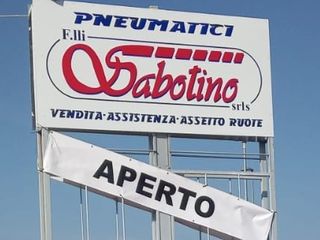 PNEUMATICI
F.lli
Sabotino
srls
VENDITA - ASSISTENZA - ASSETTO RUOTE
APERTO